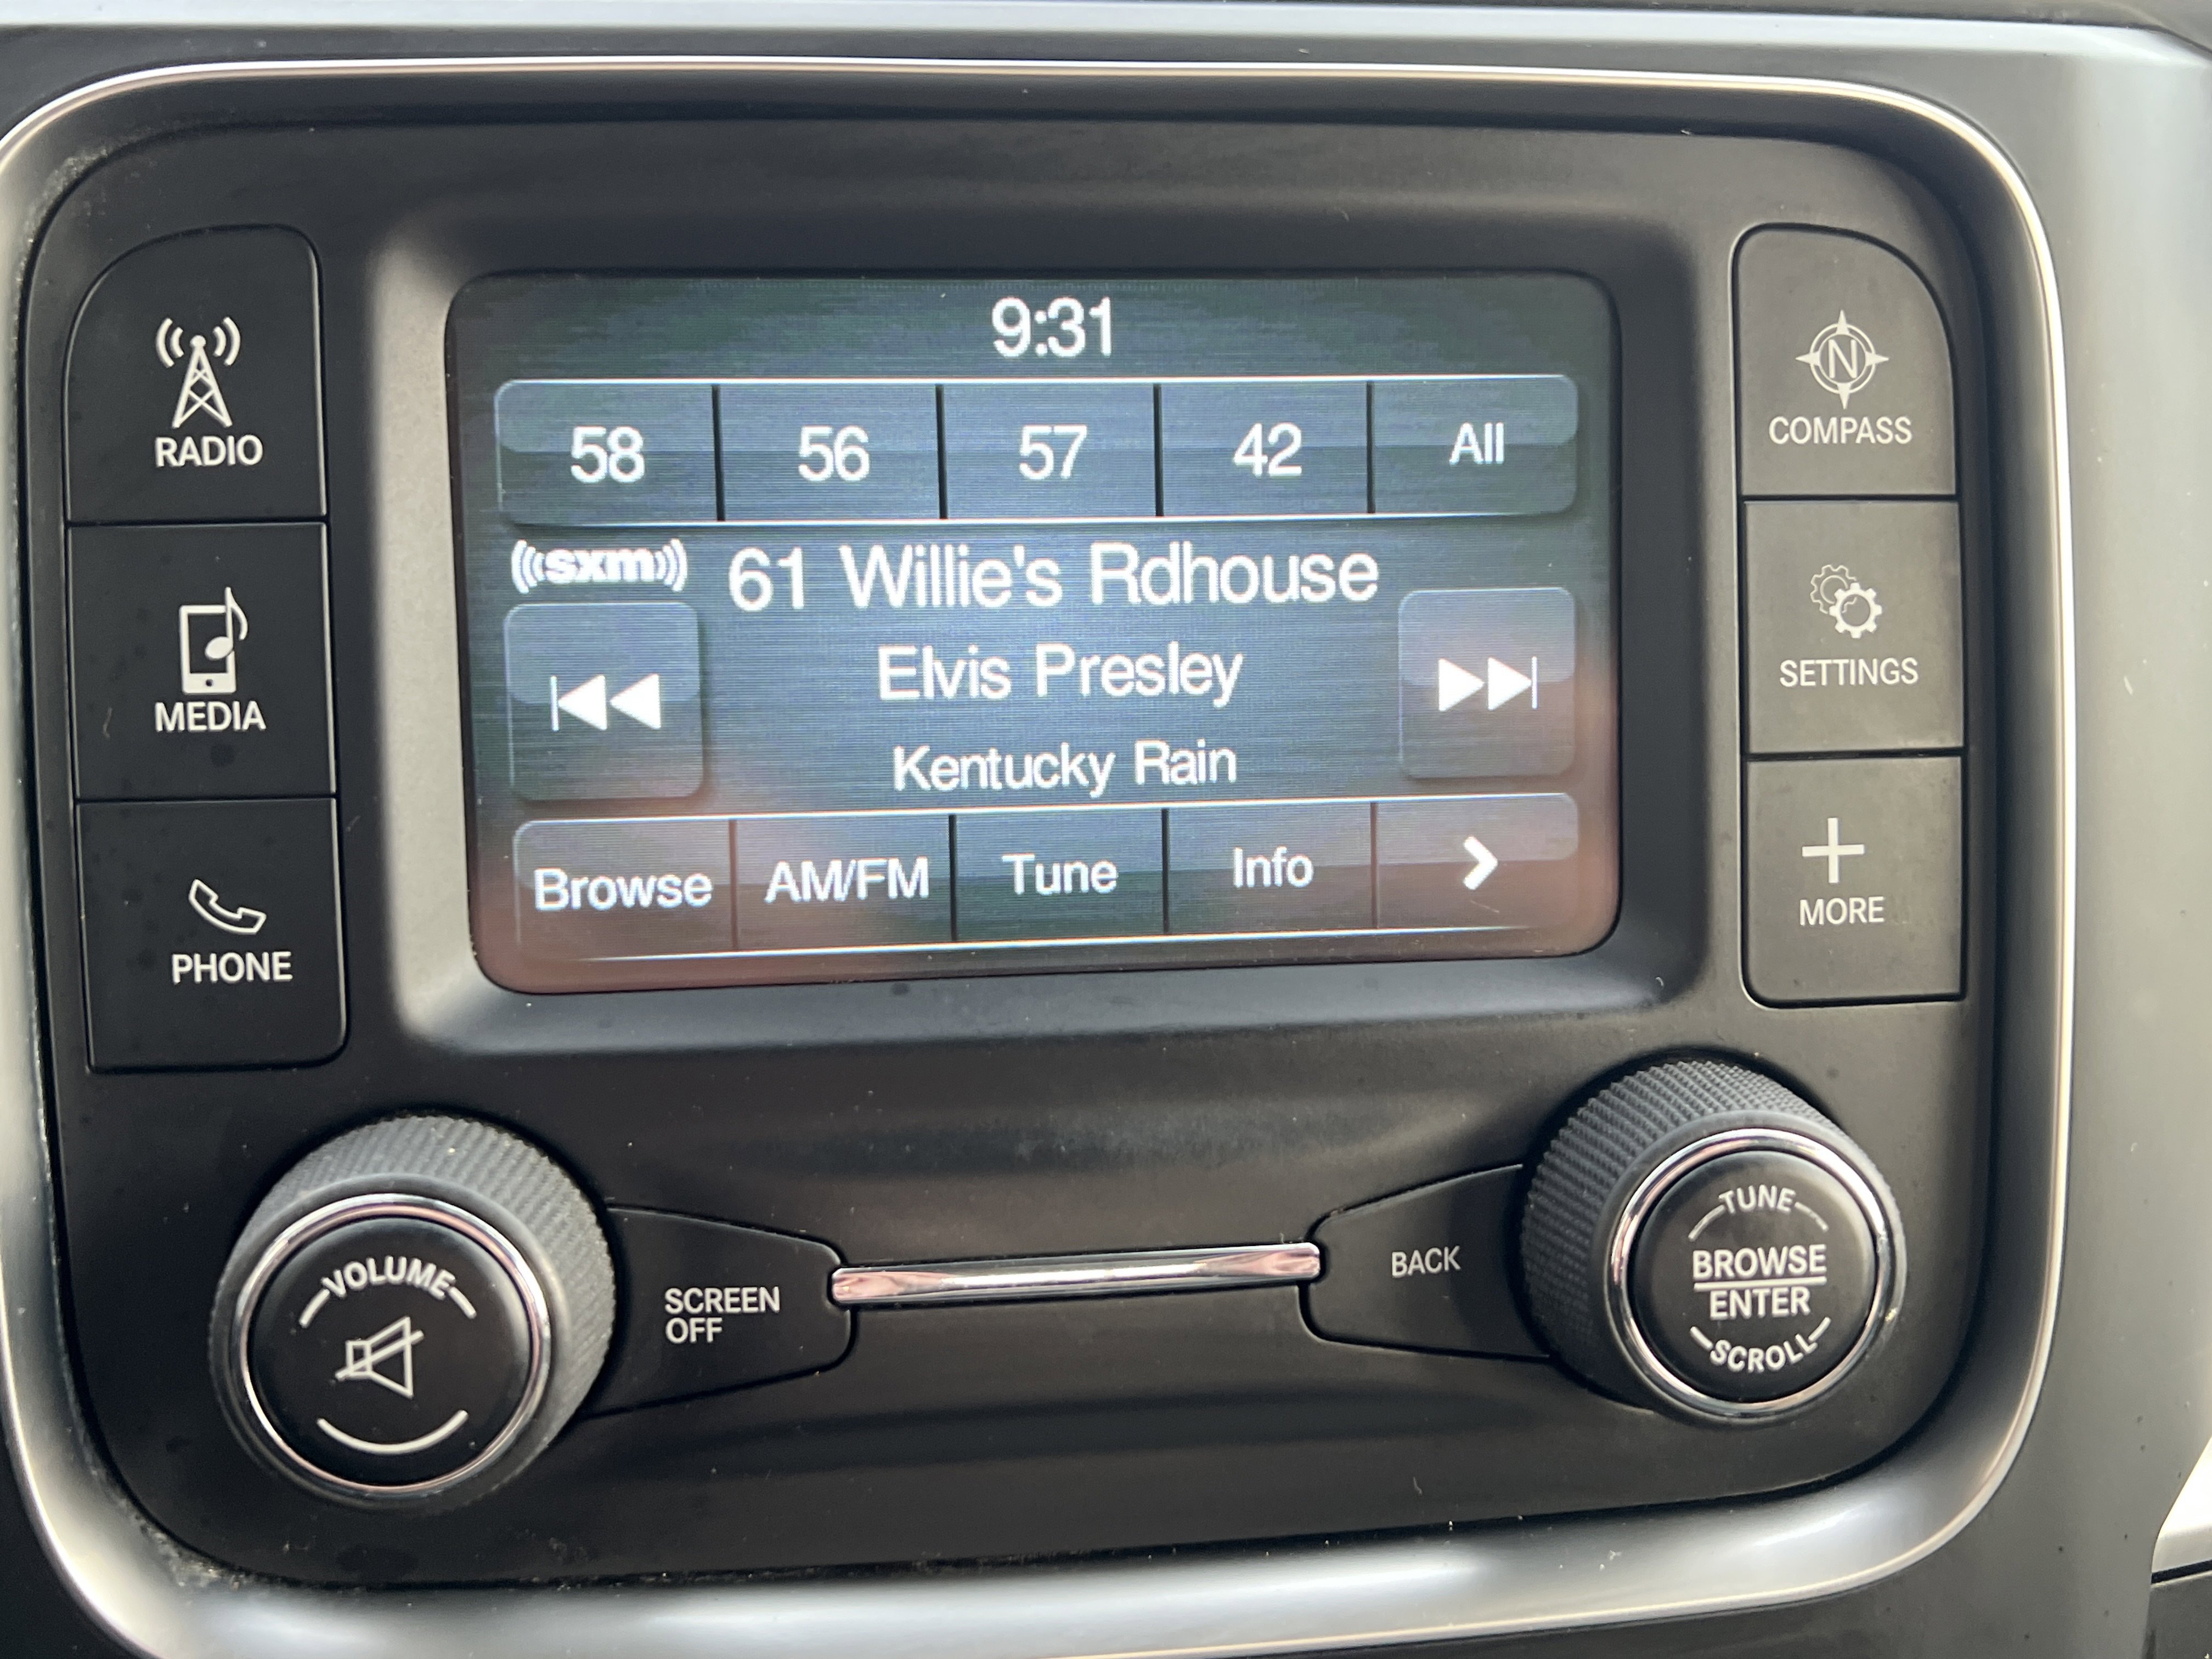 9:31
58 56 57 42 All
((sxm)) 61 Willie's Rdhouse
Elvis Presley
Kentucky Rain
Browse AM/FM Tune Info
RADIO
MEDIA
PHONE
N
COMPASS
SETTINGS
MORE
VOLUME
SCREEN
OFF
BACK
TUNE
BROWSE
ENTER
SCROLL